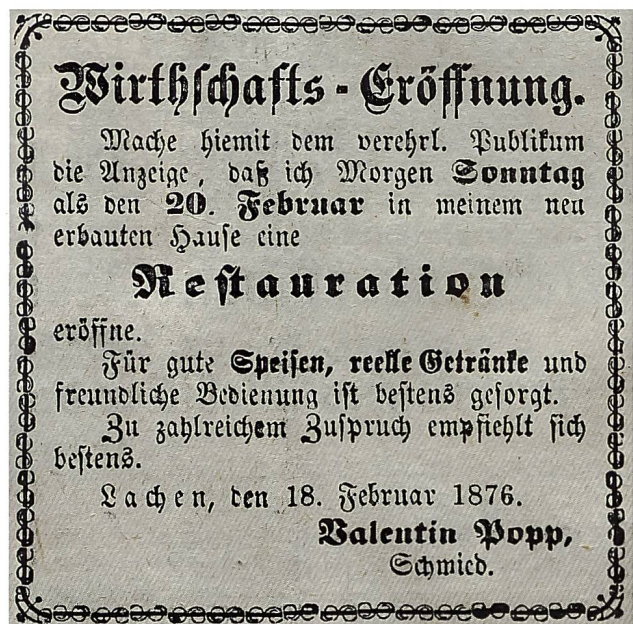 Wirthschafts-Eröffnung.
Mache hiemit dem verehrl. Publikum
die Anzeige, daß ich Morgen Sonntag
als den 20. Februar in meinem neu
erbauten Hause eine
Restauration
eröffne.
Für gute Speisen, reelle Getränke und
freundliche Bedienung ist bestens gesorgt.
Zu zahlreichem Zuspruch empfiehlt sich
bestens.
Lachen, den 18. Februar 1876.
Valentin Popp,
Schmied.